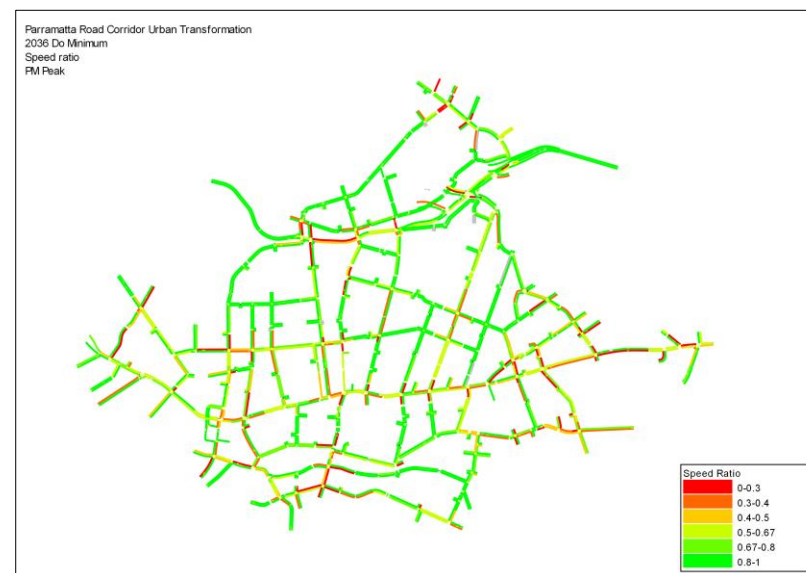 Parramatta Road Corridor Urban Transformation
2036 Do Minimum
Speed ratio
PM Peak
Speed Ratio
0-0.3
0.3-0.4
0.4-0.5
0.5-0.67
0.67-0.8
0.8-1